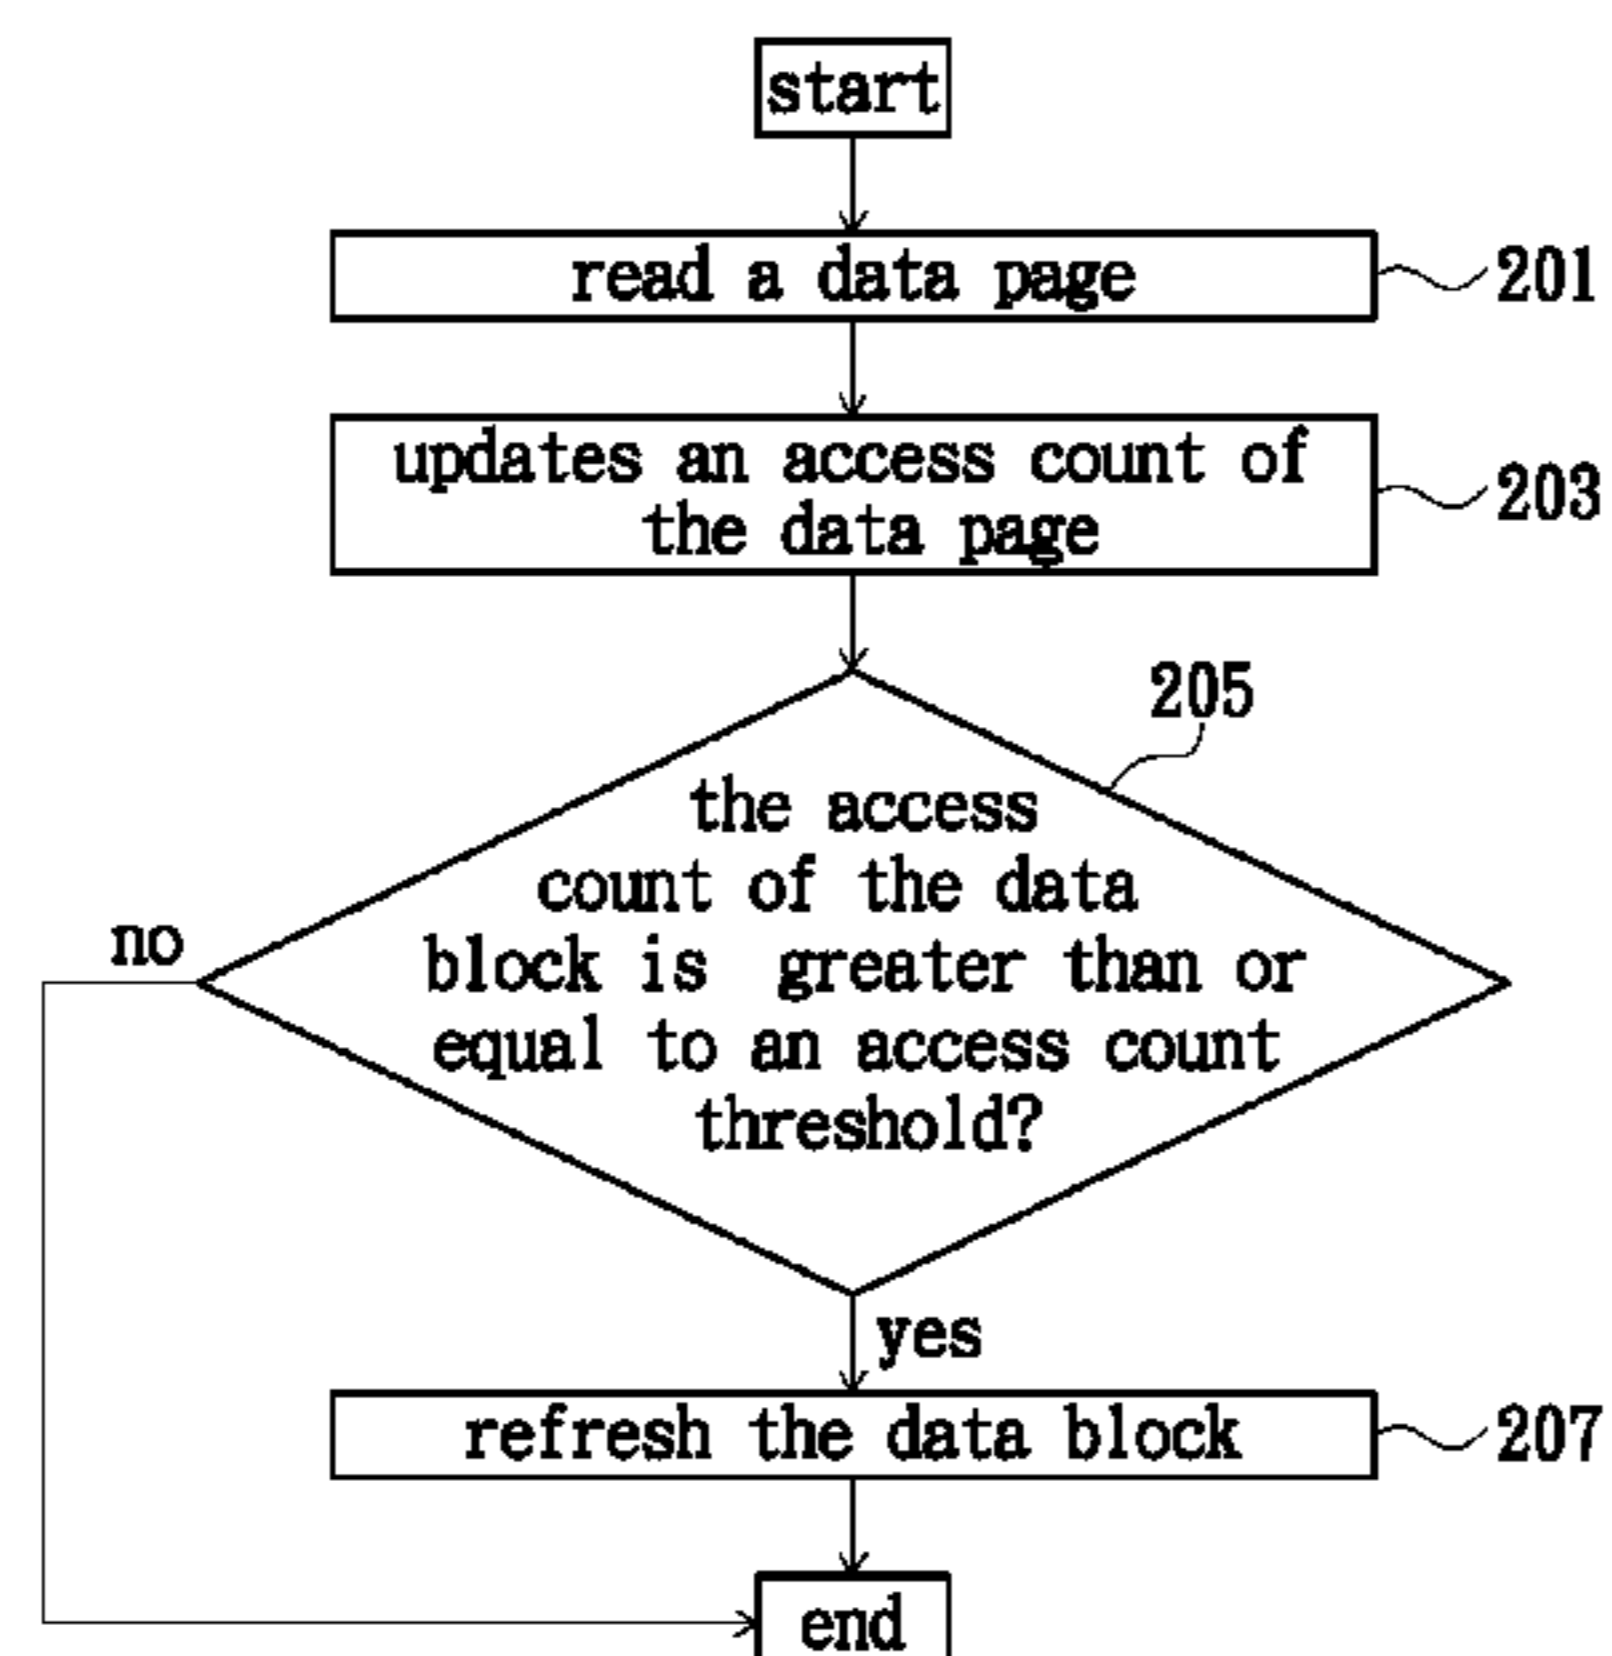 start
read a data page
201
updates an access count of
the data page
203
205
the access
count of the data
block is greater than or
equal to an access count
threshold?
no
yes
refresh the data block
207
end